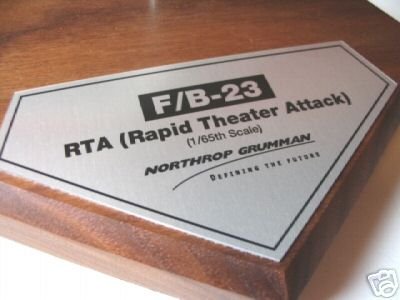 F/B-23
RTA (Rapid Theater Attack)
(1/65th Scale)
NORTHROP GRUMMAN
DEFINING THE FUTURE